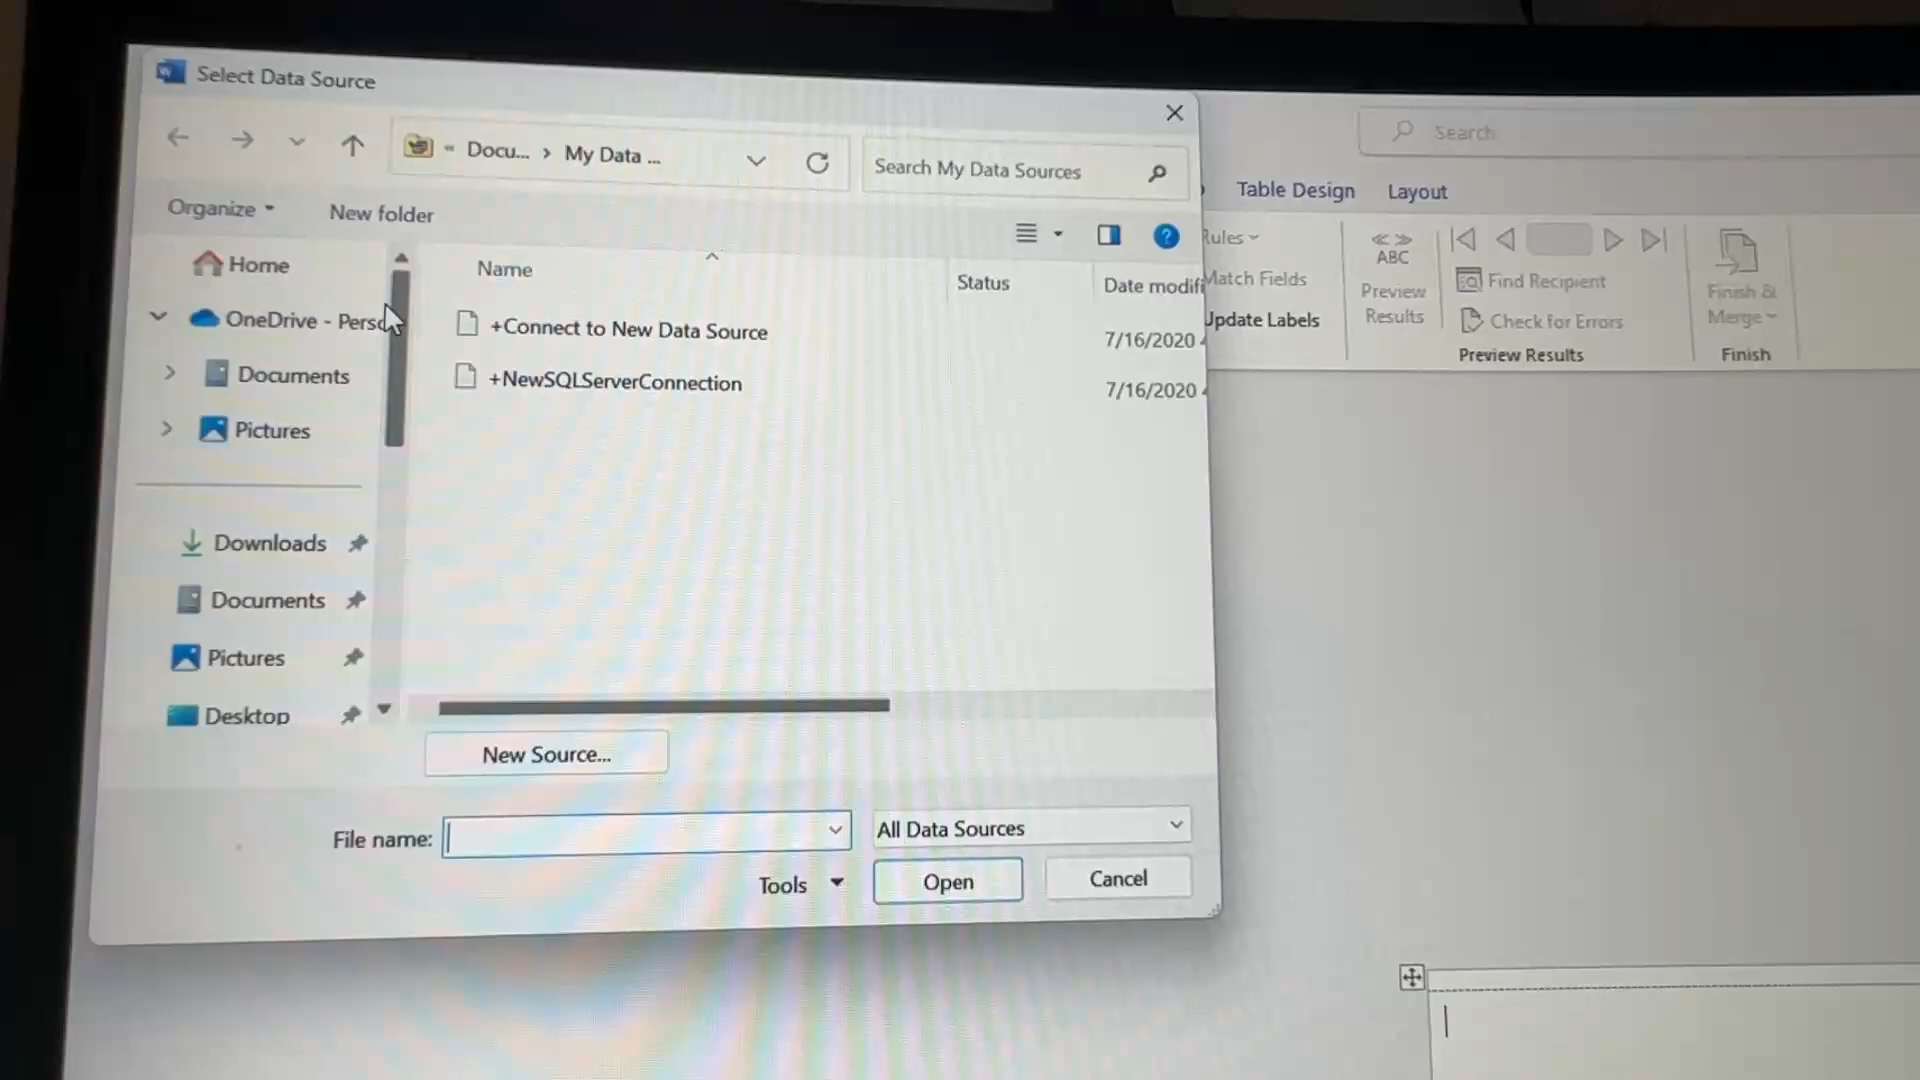 Select Data Source
Search
« Docu... › My Data ...
Search My Data Sources
Table Design
Layout
Organize
New folder
Rules
ABC
Match Fields
Find Recipient
Preview
Results
Finish &
Merge
Update Labels
Check for Errors
Preview Results
Finish
Home
Name
Status
Date modifi
OneDrive - Perso
+Connect to New Data Source
7/16/2020
Documents
+NewSQLServerConnection
7/16/2020
Pictures
Downloads
Documents
Pictures
Desktop
New Source...
File name:
All Data Sources
Tools
Open
Cancel